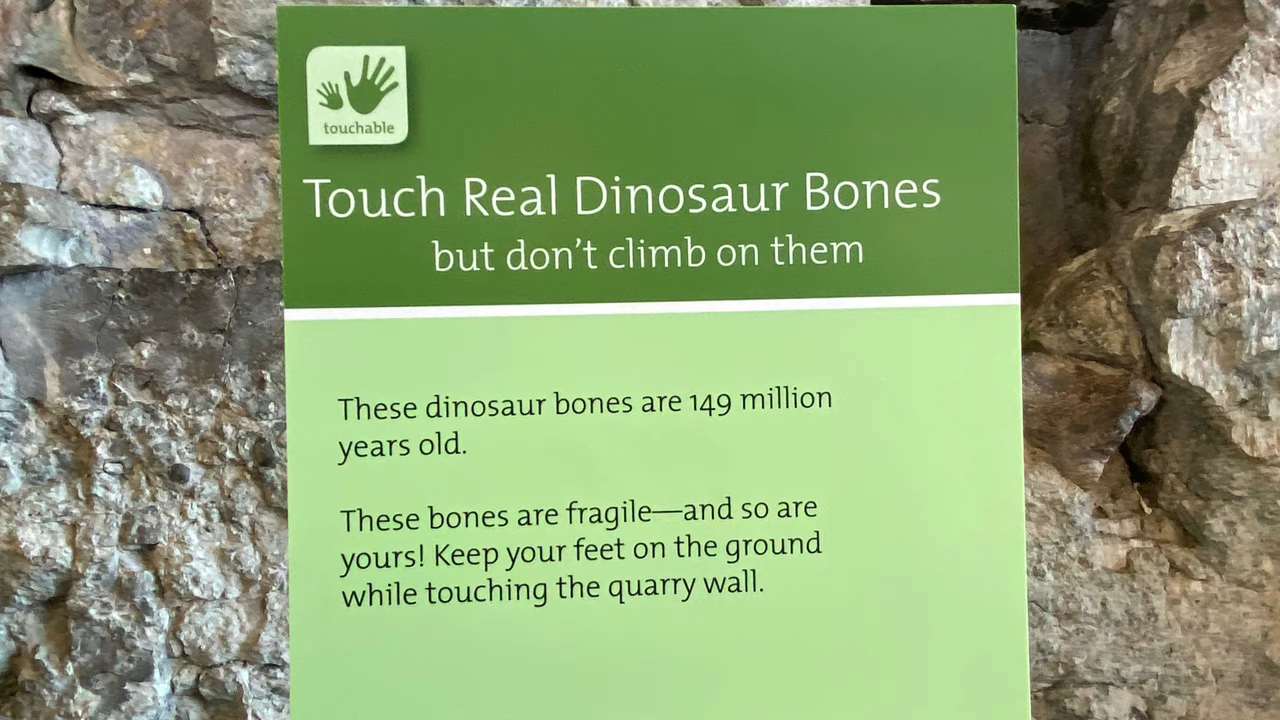 touchable
Touch Real Dinosaur Bones
but don't climb on them
These dinosaur bones are 149 million
years old.
These bones are fragile—and so are
yours! Keep your feet on the ground
while touching the quarry wall.